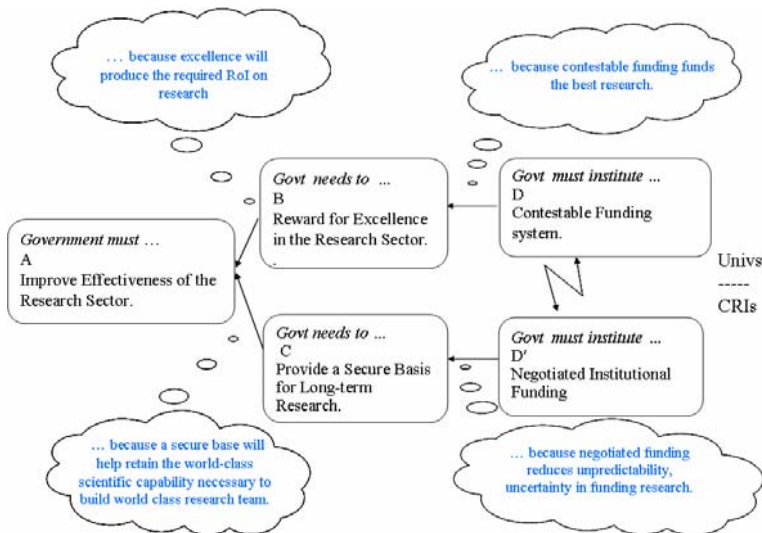 … because excellence will
produce the required RoI on
research
… because contestable funding funds
the best research.
Govt needs to …
B
Reward for Excellence
in the Research Sector.
.
Govt must institute …
D
Contestable Funding
system.
Government must …
A
Improve Effectiveness of the
Research Sector.
Univs
-----
CRIs
Govt needs to …
C
Provide a Secure Basis
for Long-term
Research.
Govt must institute …
D'
Negotiated Institutional
Funding
… because a secure base will
help retain the world-class
scientific capability necessary to
build world class research team.
… because negotiated funding
reduces unpredictability,
uncertainty in funding research.